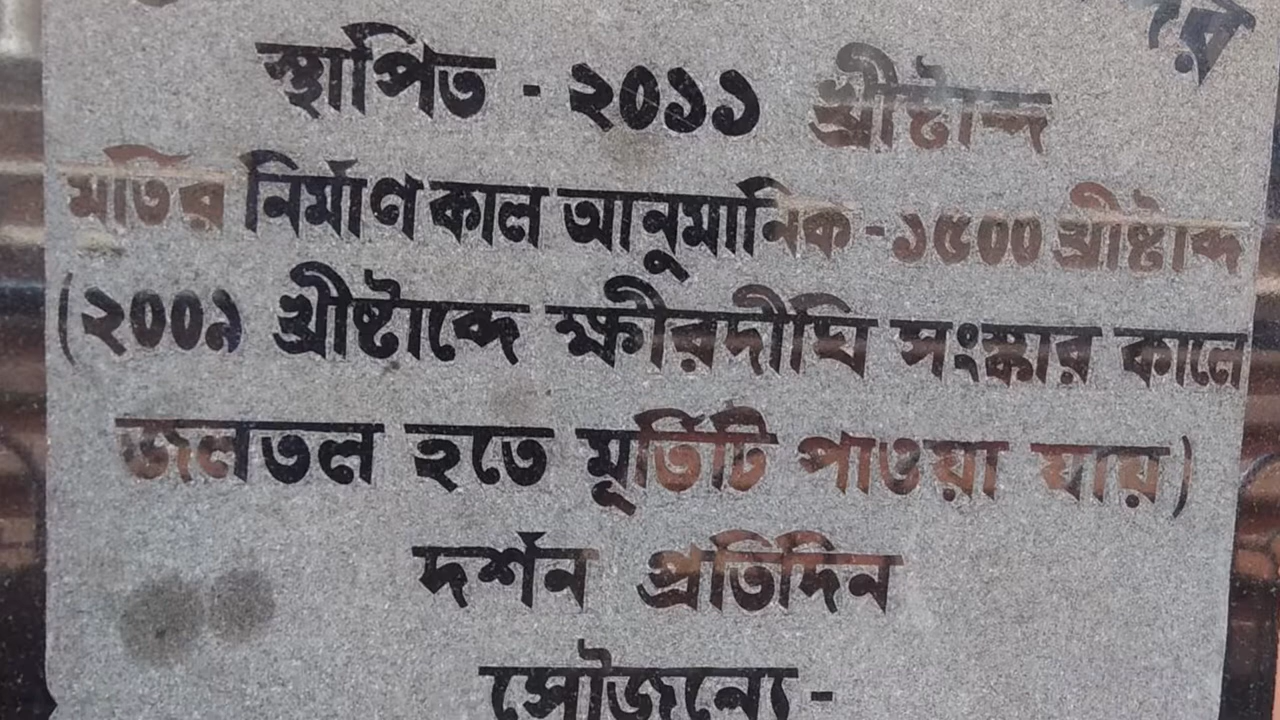 রে
স্থাপিত - ২০১১ খ্রীষ্টাব্দ
মূর্তির নির্মাণ কাল আনুমানিক - ১৫০০ খ্রীষ্টাব্দ
(২০০৯ খ্রীষ্টাব্দে ক্ষীরদীঘি সংস্কার কালে
জলতল হতে মূর্তিটি পাওয়া যায়)
দর্শন প্রতিদিন
সৌজন্যে -